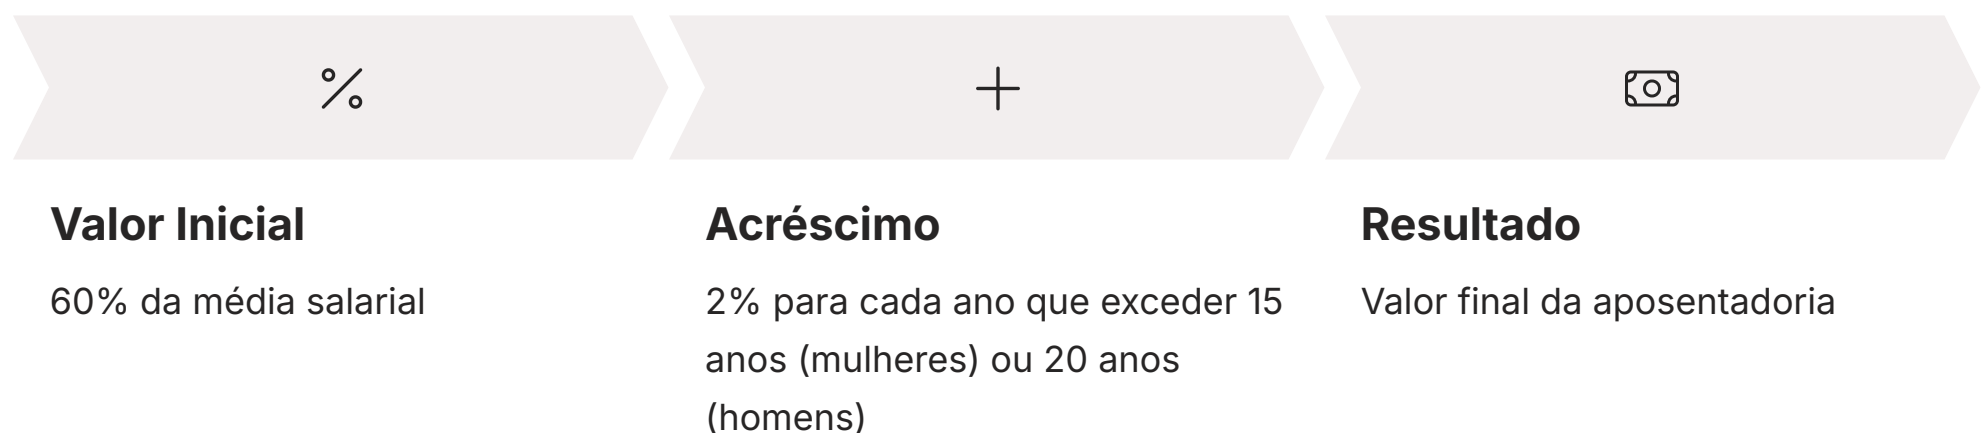 Valor Inicial
60% da média salarial
Acréscimo
2% para cada ano que exceder 15
anos (mulheres) ou 20 anos
(homens)
Resultado
Valor final da aposentadoria